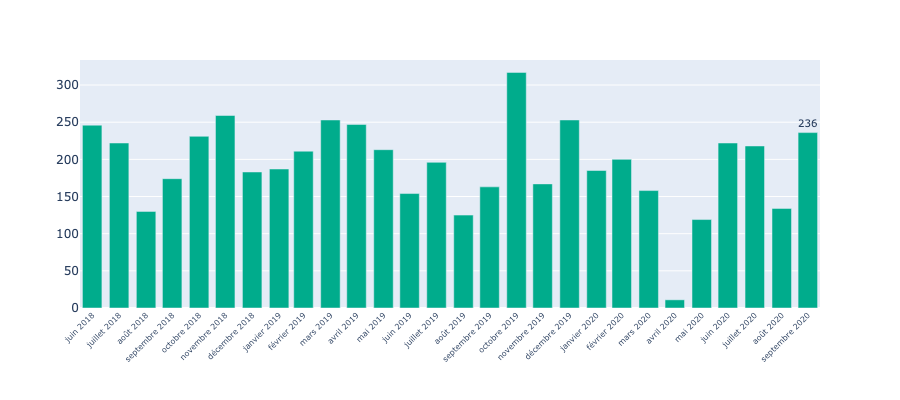 300
250
200
150
100
50
0
236
juin 2018
juillet 2018
août 2018
septembre 2018
octobre 2018
novembre 2018
décembre 2018
janvier 2019
février 2019
mars 2019
avril 2019
mai 2019
juin 2019
juillet 2019
août 2019
septembre 2019
octobre 2019
novembre 2019
décembre 2019
janvier 2020
février 2020
mars 2020
avril 2020
mai 2020
juin 2020
juillet 2020
août 2020
septembre 2020